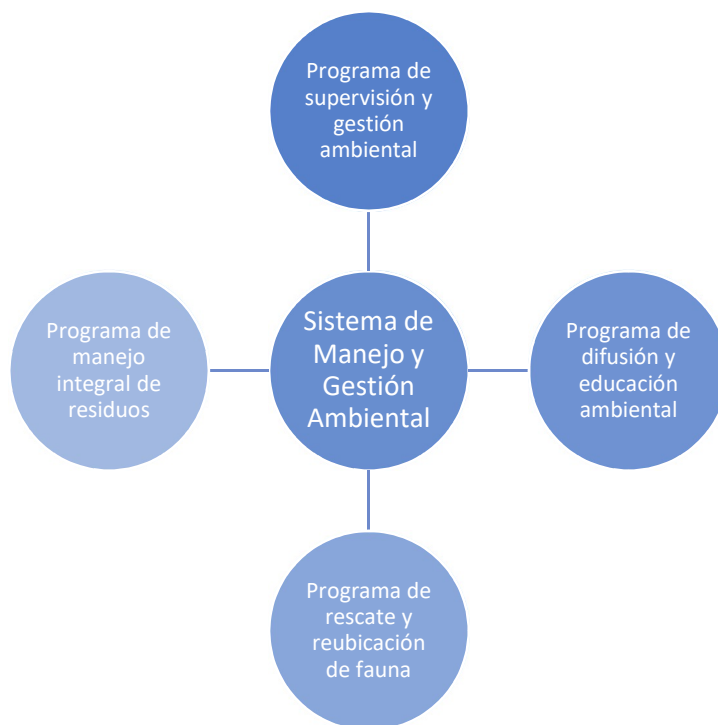 Programa de
supervisión y
gestión
ambiental
Programa de
manejo
integral de
residuos
Sistema de
Manejo y
Gestión
Ambiental
Programa de
difusión y
educación
ambiental
Programa de
rescate y
reubicación
de fauna